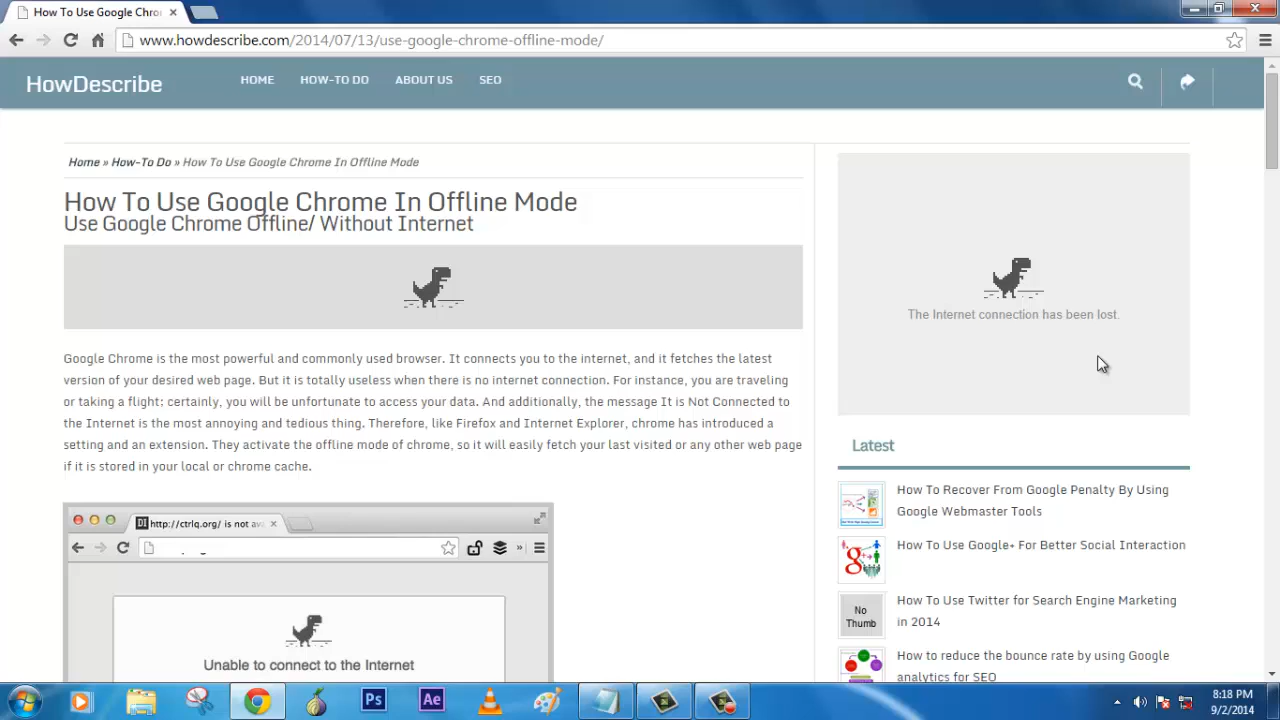 How To Use Google Chro
www.howdescribe.com/2014/07/13/use-google-chrome-offline-mode/
HowDescribe
HOME
HOW-TO DO
ABOUT US
SEO
Home » How-To Do » How To Use Google Chrome In Offline Mode
How To Use Google Chrome In Offline Mode
Use Google Chrome Offline/ Without Internet
Google Chrome is the most powerful and commonly used browser. It connects you to the internet, and it fetches the latest
version of your desired web page. But it is totally useless when there is no internet connection. For instance, you are traveling
or taking a flight; certainly, you will be unfortunate to access your data. And additionally, the message It is Not Connected to
the Internet is the most annoying and tedious thing. Therefore, like Firefox and Internet Explorer, chrome has introduced a
setting and an extension. They activate the offline mode of chrome, so it will easily fetch your last visited or any other web page
if it is stored in your local or chrome cache.
http://ctrlq.org/ is not ava
Unable to connect to the Internet
The Internet connection has been lost.
Latest
How To Recover From Google Penalty By Using
Google Webmaster Tools
How To Use Google+ For Better Social Interaction
No
Thumb
How To Use Twitter for Search Engine Marketing
in 2014
How to reduce the bounce rate by using Google
analytics for SEO
Ps
Ae
8:18 PM
9/2/2014